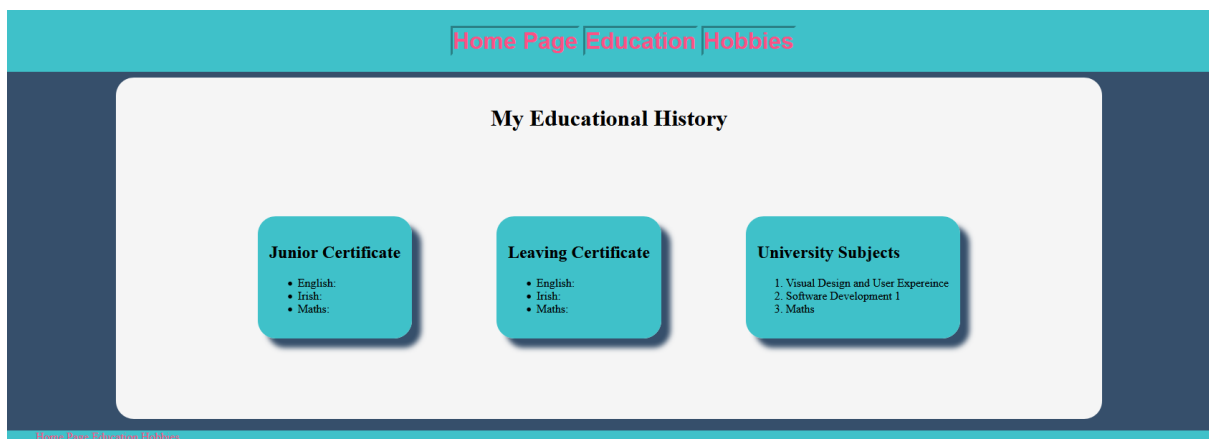 Home Page Education Hobbies
My Educational History
Junior Certificate
English:
Irish:
Maths:
Leaving Certificate
English:
Irish:
Maths:
University Subjects
1. Visual Design and User Expereince
2. Software Development 1
3. Maths
Home Page Education Hobbies